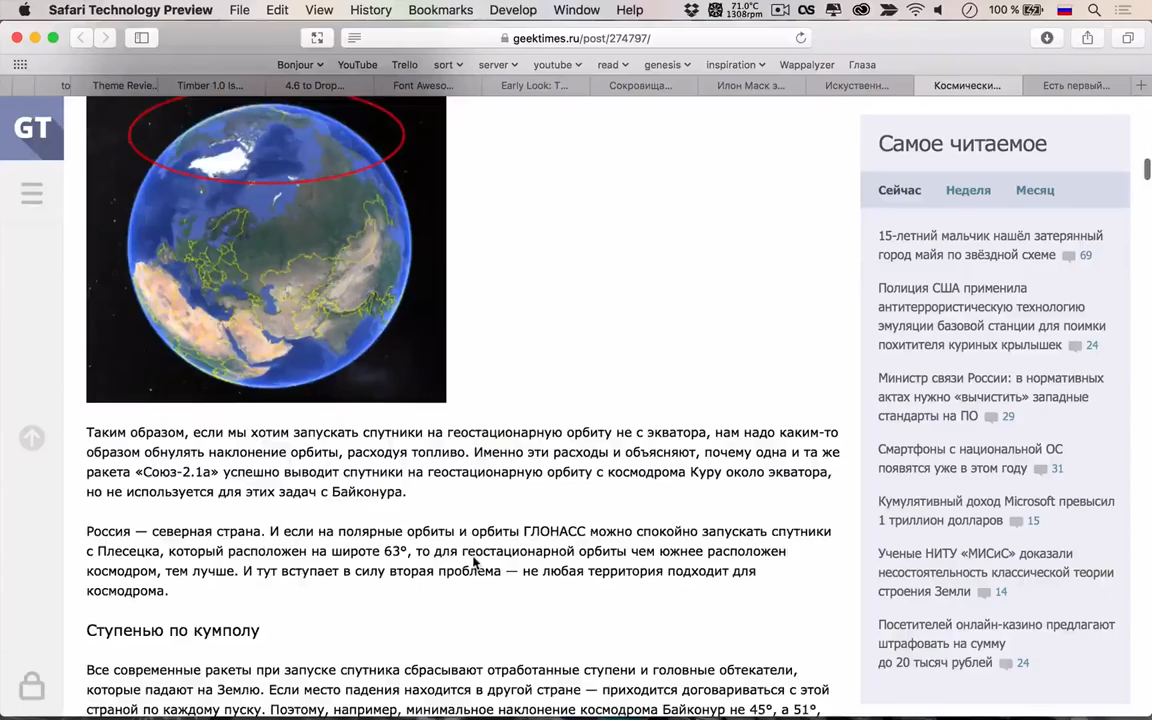 Safari Technology Preview File Edit View History Bookmarks Develop Window Help 71.0°C 1308rpm 100 %
geektimes.ru/post/274797/
Bonjour YouTube Trello sort server youtube read genesis inspiration Wappalyzer Глаза
to Theme Revie... Timber 1.0 Is... 4.6 to Drop... Font Aweso... Early Look: T... Сокровища... Илон Маск з... Искуственн... Космически... Есть первый...
GT
Таким образом, если мы хотим запускать спутники на геостационарную орбиту не с экватора, нам надо каким-то
образом обнулять наклонение орбиты, расходуя топливо. Именно эти расходы и объясняют, почему одна и та же
ракета «Союз-2.1а» успешно выводит спутники на геостационарную орбиту с космодрома Куру около экватора,
но не используется для этих задач с Байконура.
Россия — северная страна. И если на полярные орбиты и орбиты ГЛОНАСС можно спокойно запускать спутники
с Плесецка, который расположен на широте 63°, то для геостационарной орбиты чем южнее расположен
космодром, тем лучше. И тут вступает в силу вторая проблема — не любая территория подходит для
космодрома.
Ступенью по кумполу
Все современные ракеты при запуске спутника сбрасывают отработанные ступени и головные обтекатели,
которые падают на Землю. Если место падения находится в другой стране — приходится договариваться с этой
страной по каждому пуску. Поэтому, например, минимальное наклонение космодрома Байконур не 45°, а 51°,
Самое читаемое
Сейчас Неделя Месяц
15-летний мальчик нашёл затерянный
город майя по звёздной схеме 69
Полиция США применила
антитеррористическую технологию
эмуляции базовой станции для поимки
похитителя куриных крылышек 24
Министр связи России: в нормативных
актах нужно «вычистить» западные
стандарты на ПО 29
Смартфоны с национальной ОС
появятся уже в этом году 31
Кумулятивный доход Microsoft превысил
1 триллион долларов 15
Ученые НИТУ «МИСиС» доказали
несостоятельность классической теории
строения Земли 14
Посетителей онлайн-казино предлагают
штрафовать на сумму
до 20 тысяч рублей 24